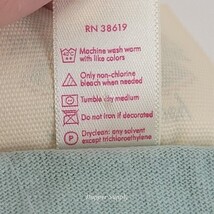 RN 38619
Machine wash warm
with like colors
Only non-chlorine
bleach when needed
Tumble dry medium
Do not iron if decorated
Dryclean: any solvent
except trichloroethylene